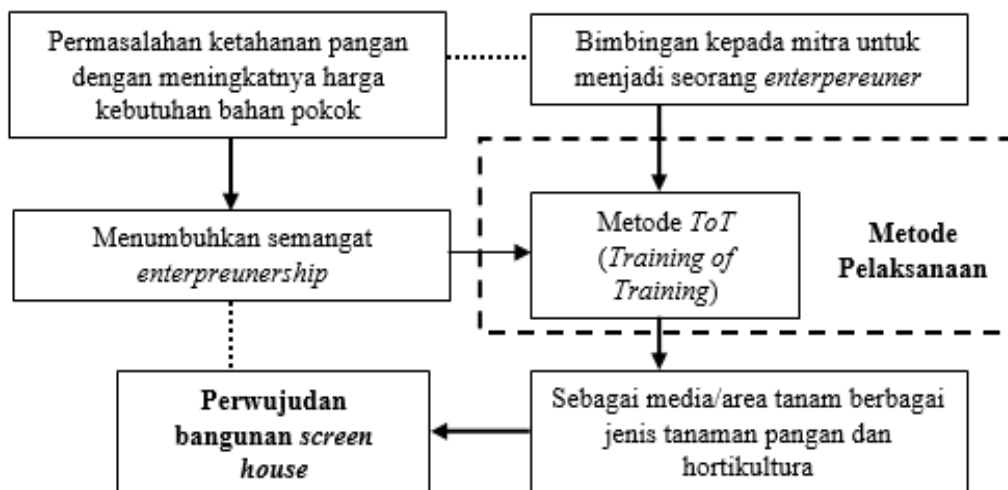 Permasalahan ketahanan pangan
dengan meningkatnya harga
kebutuhan bahan pokok
Bimbingan kepada mitra untuk
menjadi seorang enterpereuner
Menumbuhkan semangat
enterpreunership
Metode ToT
(Training of
Training)
Metode
Pelaksanaan
Perwujudan
bangunan screen
house
Sebagai media/area tanam berbagai
jenis tanaman pangan dan
hortikultura